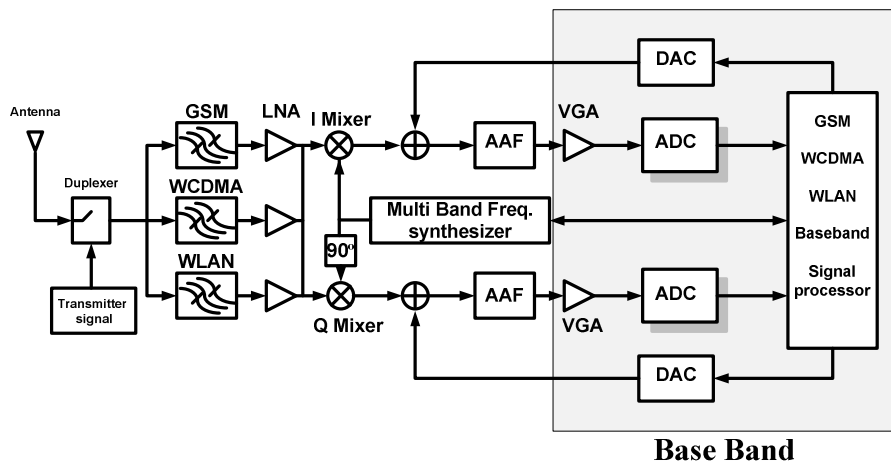 DAC
Antenna
GSM
LNA
I Mixer
VGA
AAF
ADC
GSM
WCDMA
WLAN
Baseband
Signal
processor
Duplexer
WCDMA
Multi Band Freq.
synthesizer
90º
WLAN
Transmitter
signal
Q Mixer
AAF
VGA
ADC
DAC
Base Band